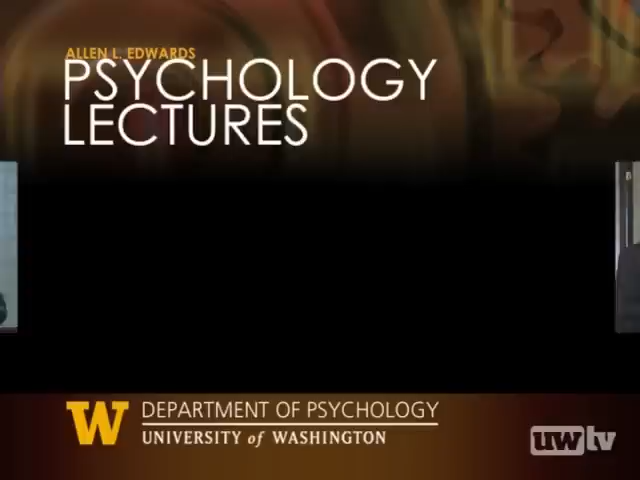 ALLEN L. EDWARDS
PSYCHOLOGY
LECTURES
W DEPARTMENT OF PSYCHOLOGY
UNIVERSITY of WASHINGTON
uwtv